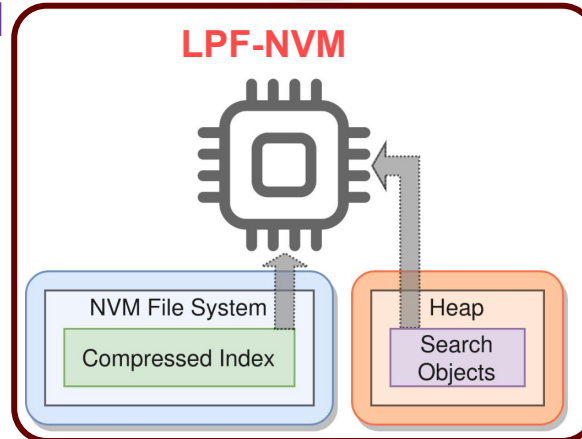 LPF-NVM
NVM File System
Compressed Index
Heap
Search
Objects